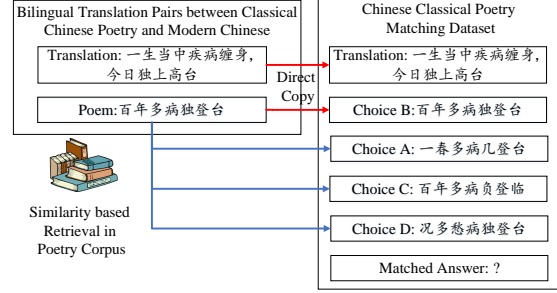 Bilingual Translation Pairs between Classical
Chinese Poetry and Modern Chinese
Translation: 一生当中疾病缠身,
今日独上高台
Poem:百年多病独登台
Similarity based
Retrieval in
Poetry Corpus
Direct
Copy
Chinese Classical Poetry
Matching Dataset
Translation: 一生当中疾病缠身,
今日独上高台
Choice B:百年多病独登台
Choice A: 一春多病几登台
Choice C: 百年多病负登临
Choice D: 况多愁病独登台
Matched Answer: ?